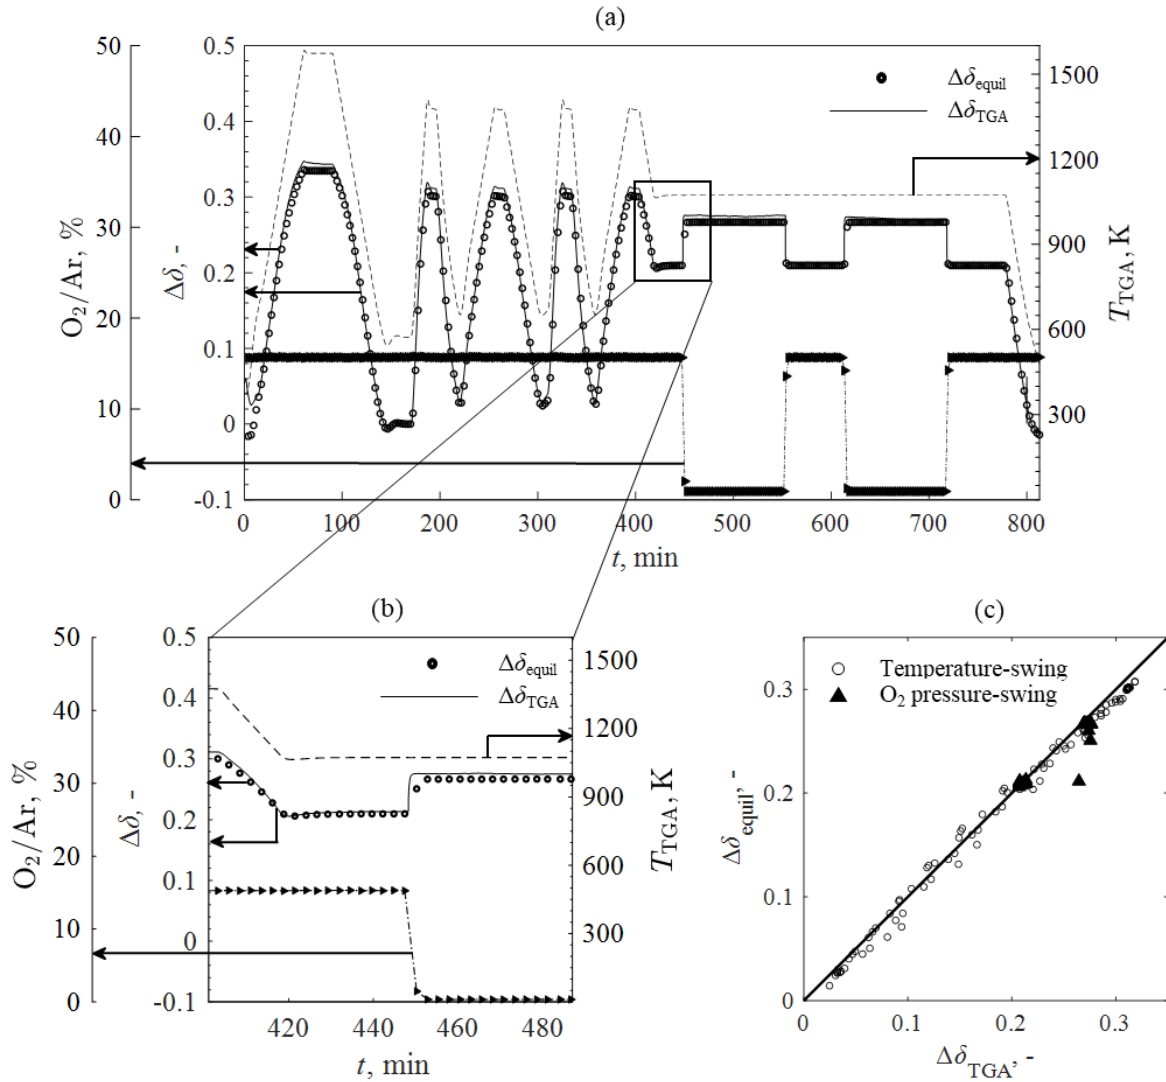 (a)
O₂/Ar, %
50
40
30
20
10
0
Δδ, -
0.5
0.4
0.3
0.2
0.1
0
-0.1
Δδequil
ΔδTGA
1500
1200
900
600
300
TTGA, K
0 100 200 300 400 500 600 700 800
t, min
(b)
O₂/Ar, %
50
40
30
20
10
0
Δδ, -
0.5
0.4
0.3
0.2
0.1
0
-0.1
Δδequil
ΔδTGA
1500
1200
900
600
300
TTGA, K
420 440 460 480
t, min
(c)
Δδequil, -
0.3
0.2
0.1
0
Temperature-swing
O₂ pressure-swing
0 0.1 0.2 0.3
ΔδTGA, -